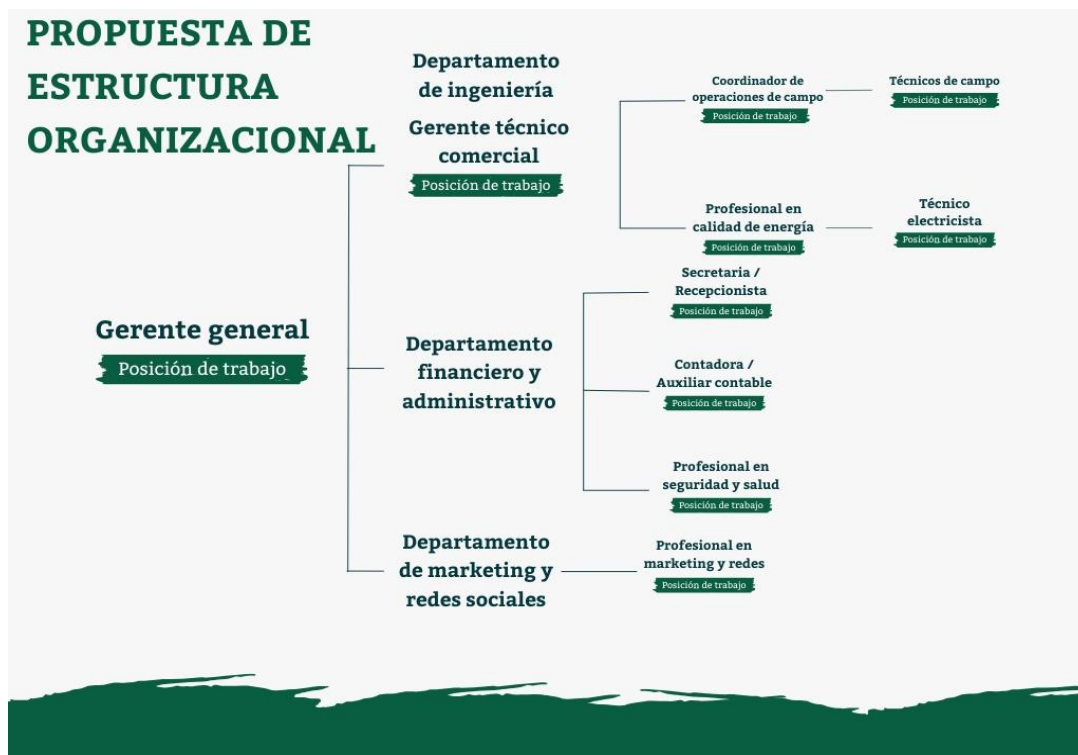 PROPUESTA DE
ESTRUCTURA
ORGANIZACIONAL
Gerente general
Posición de trabajo
Departamento
de ingeniería
Gerente técnico
comercial
Posición de trabajo
Coordinador de
operaciones de campo
Posición de trabajo
Técnicos de campo
Posición de trabajo
Profesional en
calidad de energía
Posición de trabajo
Técnico
electricista
Posición de trabajo
Departamento
financiero y
administrativo
Secretaria /
Recepcionista
Posición de trabajo
Contadora /
Auxiliar contable
Posición de trabajo
Profesional en
seguridad y salud
Posición de trabajo
Departamento
de marketing y
redes sociales
Profesional en
marketing y redes
Posición de trabajo